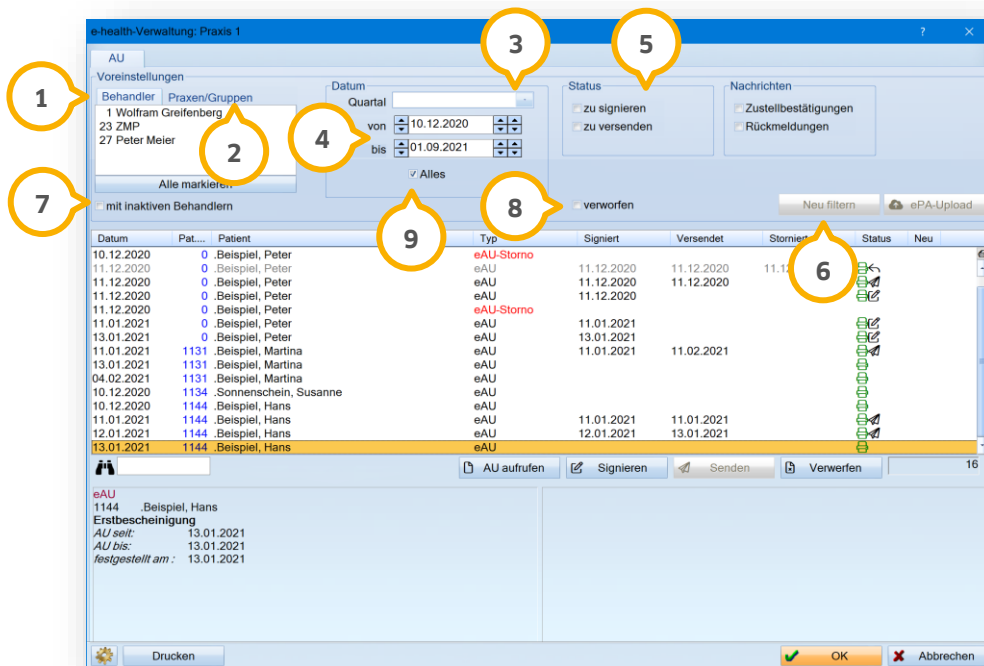 e-health-Verwaltung: Praxis 1 ? ×
3 5
AU
Voreinstellungen
1 Behandler Praxen/Gruppen Datum Status Nachrichten
1 Wolfram Greifenberg Quartal zu signieren Zustellbestätigungen
23 ZMP 4 von 10.12.2020 zu versenden Rückmeldungen
27 Peter Meier 2 bis 01.09.2021
Alle markieren Alles
7 mit inaktiven Behandlern 9 8 verworfen Neu filtern ePA-Upload
Datum Pat.... Patient Typ Signiert Versendet Storniert Status Neu
6
10.12.2020 0 .Beispiel, Peter eAU-Storno
11.12.2020 0 .Beispiel, Peter eAU 11.12.2020 11.12.2020 11.12
11.12.2020 0 .Beispiel, Peter eAU 11.12.2020 11.12.2020
11.12.2020 0 .Beispiel, Peter eAU 11.12.2020
11.12.2020 0 .Beispiel, Peter eAU-Storno
11.01.2021 0 .Beispiel, Peter eAU 11.01.2021
13.01.2021 0 .Beispiel, Peter eAU 13.01.2021
11.01.2021 1131 .Beispiel, Martina eAU 11.01.2021 11.02.2021
13.01.2021 1131 .Beispiel, Martina eAU
04.02.2021 1131 .Beispiel, Martina eAU
10.12.2020 1134 .Sonnenschein, Susanne eAU
10.12.2020 1144 .Beispiel, Hans eAU
11.01.2021 1144 .Beispiel, Hans eAU 11.01.2021 11.01.2021
12.01.2021 1144 .Beispiel, Hans eAU 12.01.2021 13.01.2021
13.01.2021 1144 .Beispiel, Hans eAU
AU aufrufen Signieren Senden Verwerfen 16
eAU
1144 .Beispiel, Hans
Erstbescheinigung
AU seit: 13.01.2021
AU bis: 13.01.2021
festgestellt am : 13.01.2021
Drucken OK Abbrechen